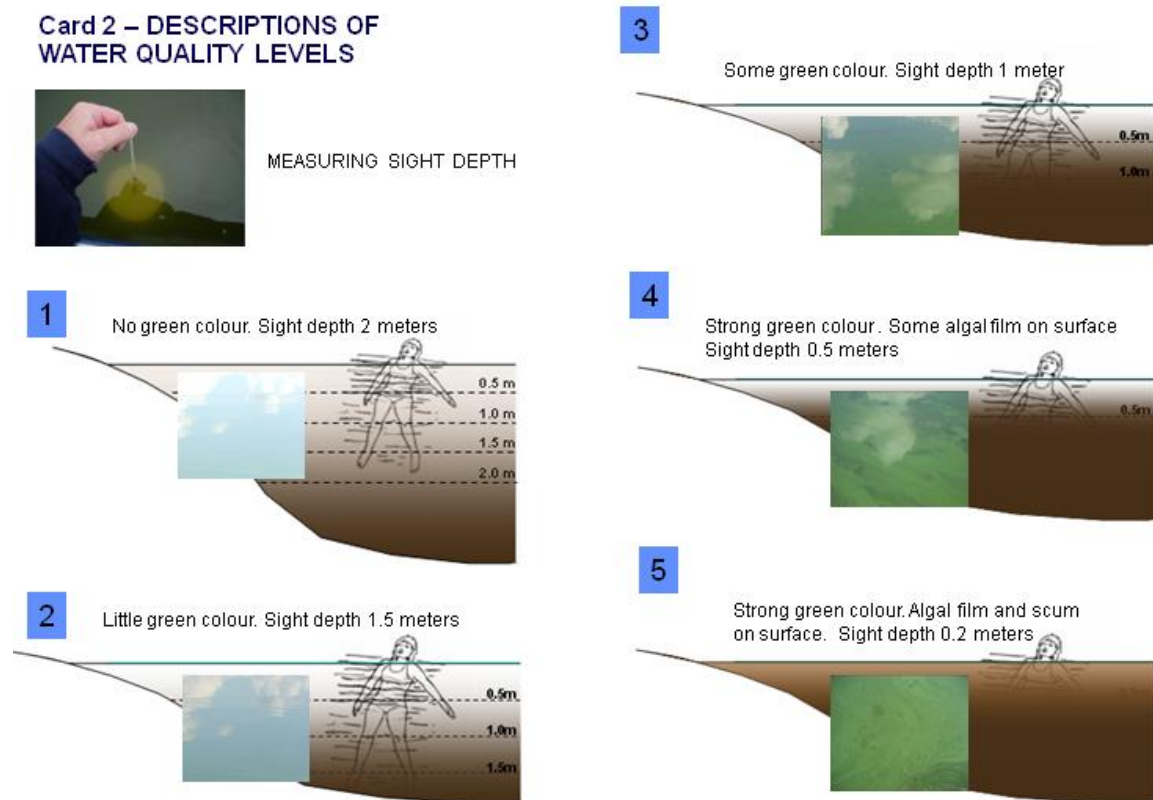 Card 2 – DESCRIPTIONS OF
WATER QUALITY LEVELS
MEASURING SIGHT DEPTH
1
No green colour. Sight depth 2 meters
0.5 m
1.0 m
1.5 m
2.0 m
2
Little green colour. Sight depth 1.5 meters
0.5m
1.0m
1.5m
3
Some green colour. Sight depth 1 meter
0.5m
1.0m
4
Strong green colour. Some algal film on surface
Sight depth 0.5 meters
0.5m
5
Strong green colour. Algal film and scum
on surface. Sight depth 0.2 meters